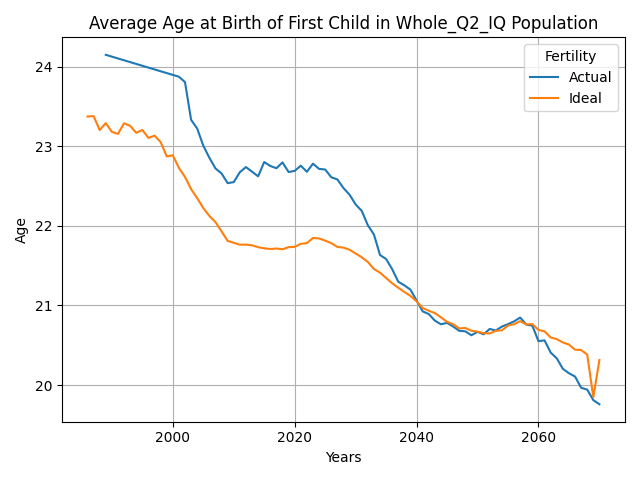 Average Age at Birth of First Child in Whole_Q2_IQ Population
Fertility
Actual
Ideal
Age
24
23
22
21
20
2000
2020
2040
2060
Years